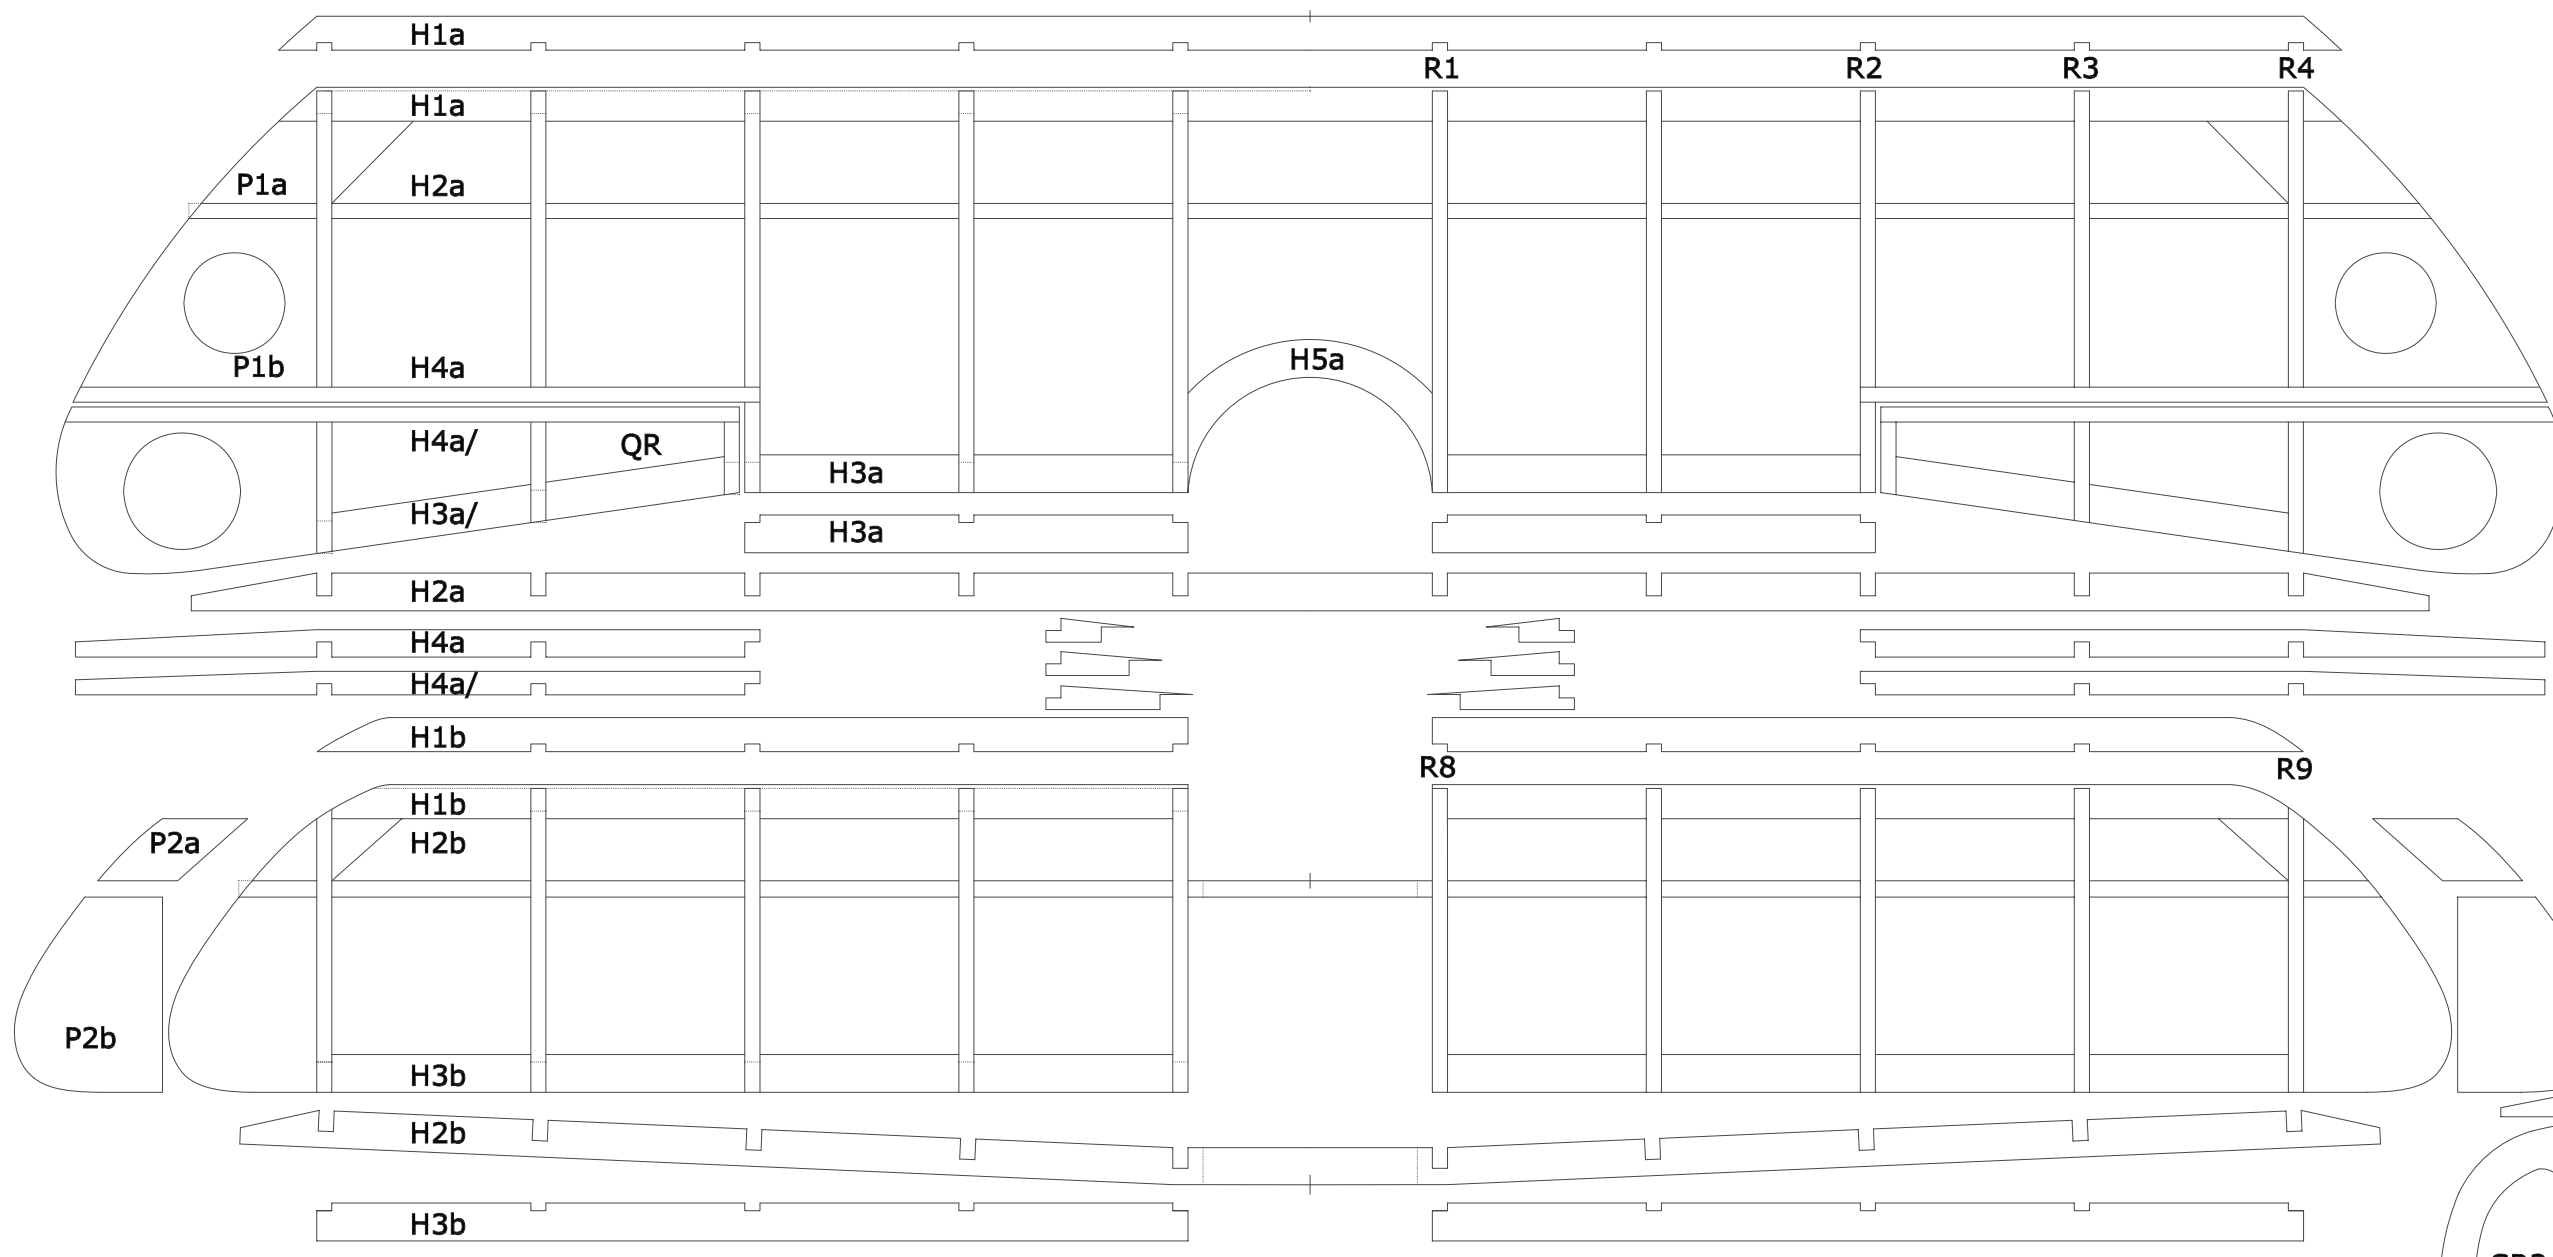 H1a
R1 R2 R3 R4
H1a
P1a H2a
P1b H4a H5a
H4a/ QR
H3a
H3a/
H3a
H2a
H4a
H4a/
H1b
R8 R9
H1b
P2a H2b
P2b
H3b
H2b
H3b